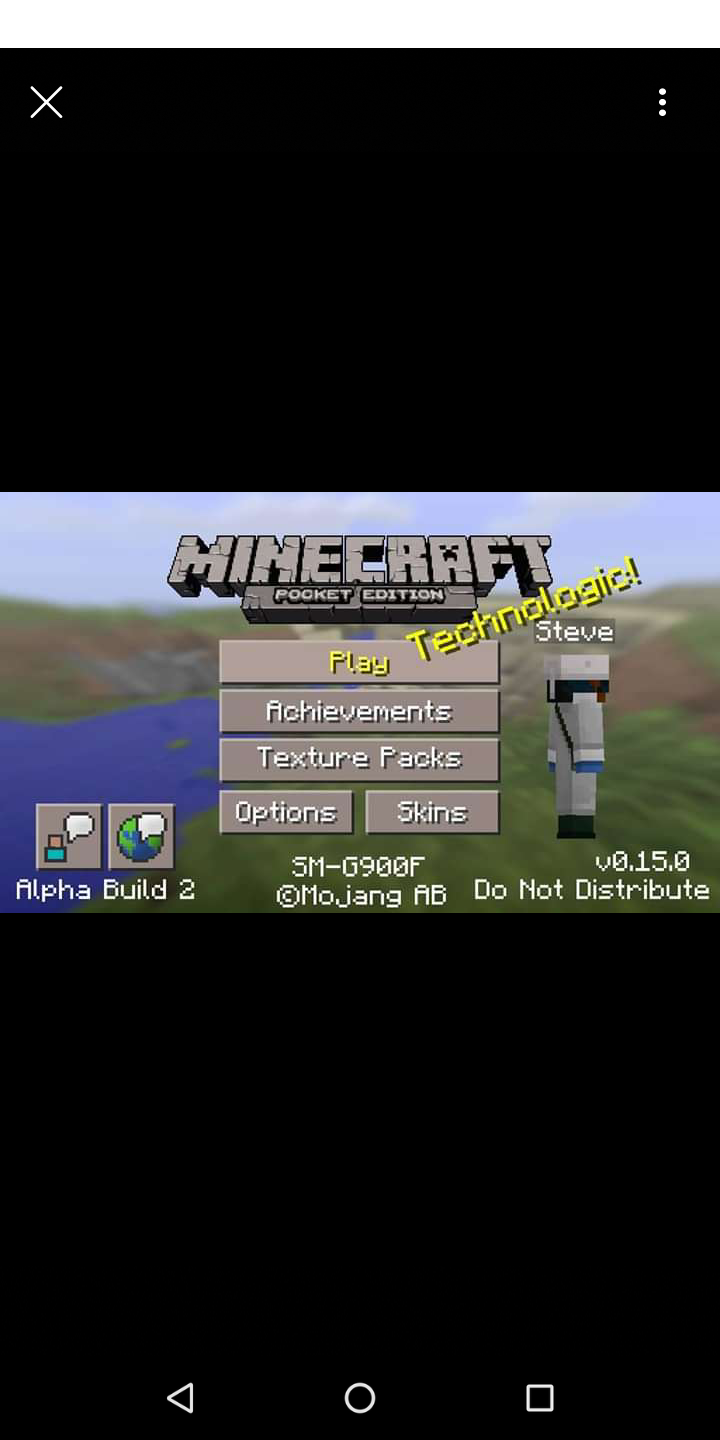 MINECRAFT
POCKET EDITION
Technologic!
Steve
Play
Achievements
Texture Packs
Options
Skins
SM-G900F
v0.15.0
Alpha Build 2
©Mojang AB
Do Not Distribute